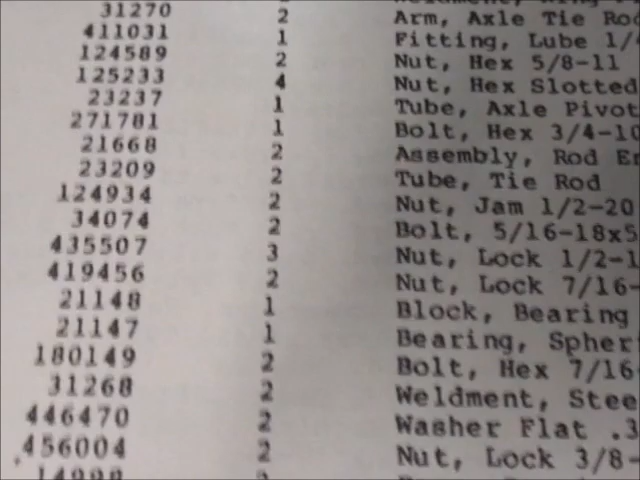 31270 2 Arm, Axle Tie Rod
411031 1 Fitting, Lube 1/
124589 2 Nut, Hex 5/8-11
125233 4 Nut, Hex Slotted
23237 1 Tube, Axle Pivot
271781 1 Bolt, Hex 3/4-10
21668 2 Assembly, Rod En
23209 2 Tube, Tie Rod
124934 2 Nut, Jam 1/2-20
34074 2 Bolt, 5/16-18x5
435507 3 Nut, Lock 1/2-1
419456 2 Nut, Lock 7/16-
21148 1 Block, Bearing
21147 1 Bearing, Spher
180149 2 Bolt, Hex 7/16
31268 2 Weldment, Stee
446470 2 Washer Flat .3
456004 2 Nut, Lock 3/8-